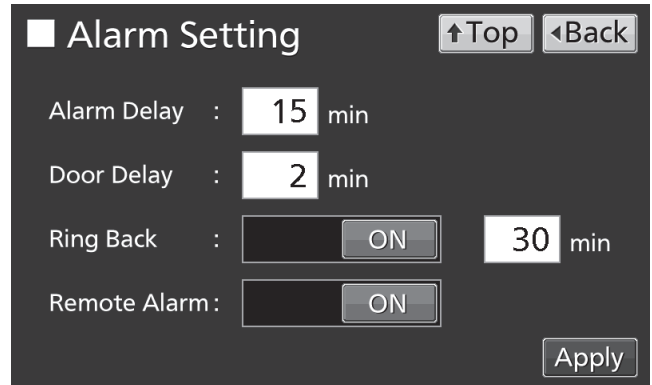 Alarm Setting ↑Top ◂Back
Alarm Delay : 15 min
Door Delay : 2 min
Ring Back : ON 30 min
Remote Alarm : ON
Apply